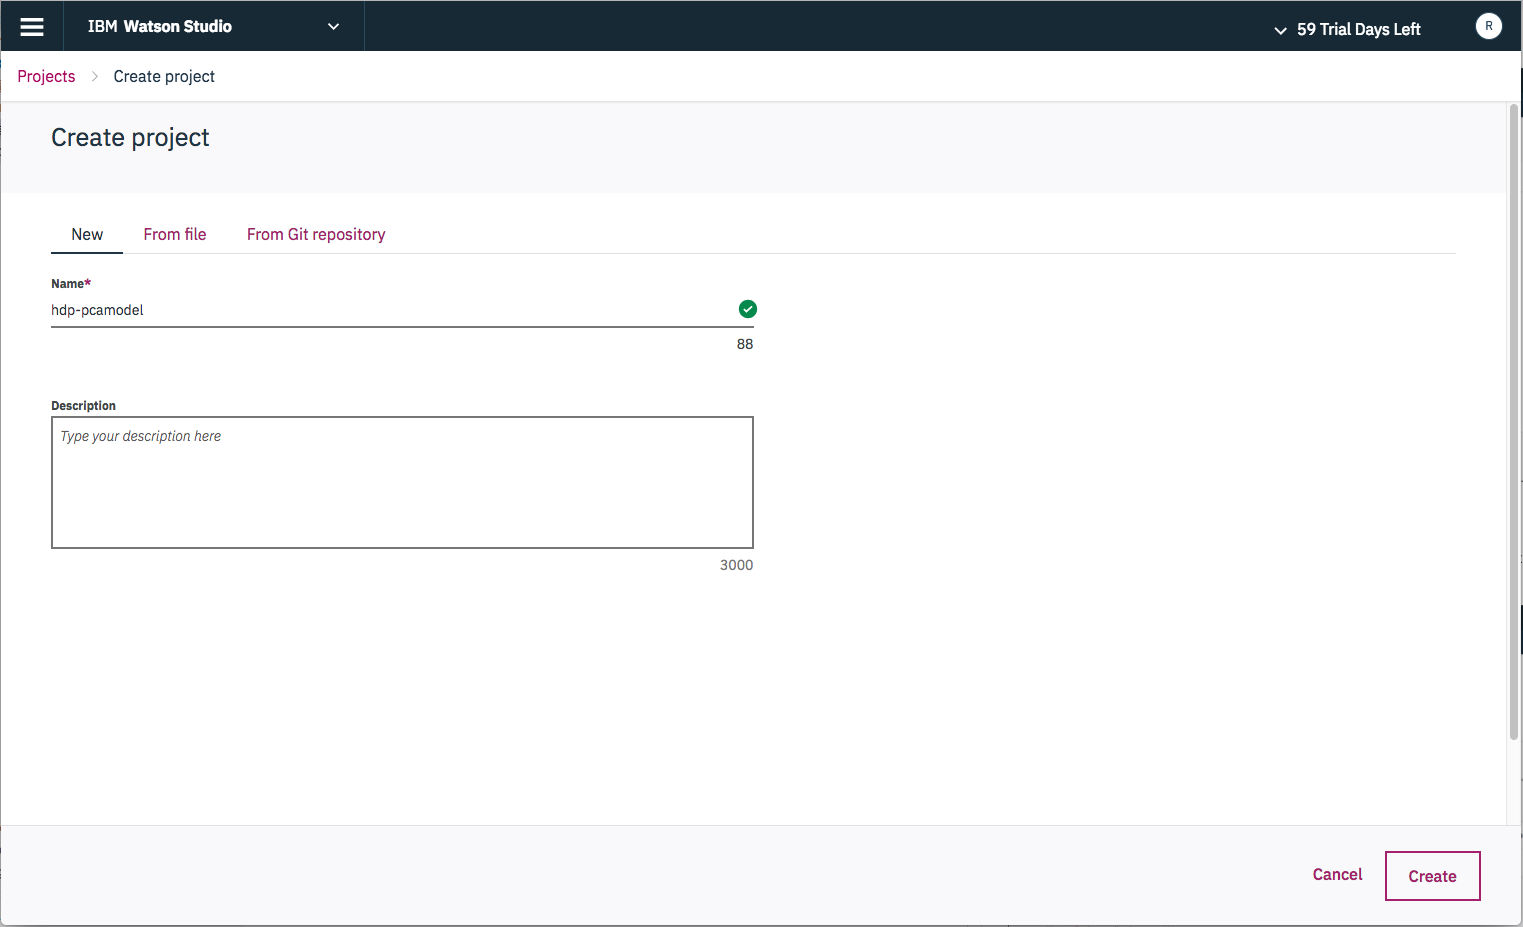 IBM Watson Studio
59 Trial Days Left
R
Projects > Create project
Create project
New From file From Git repository
Name*
hdp-pcamodel
88
Description
Type your description here
3000
Cancel Create